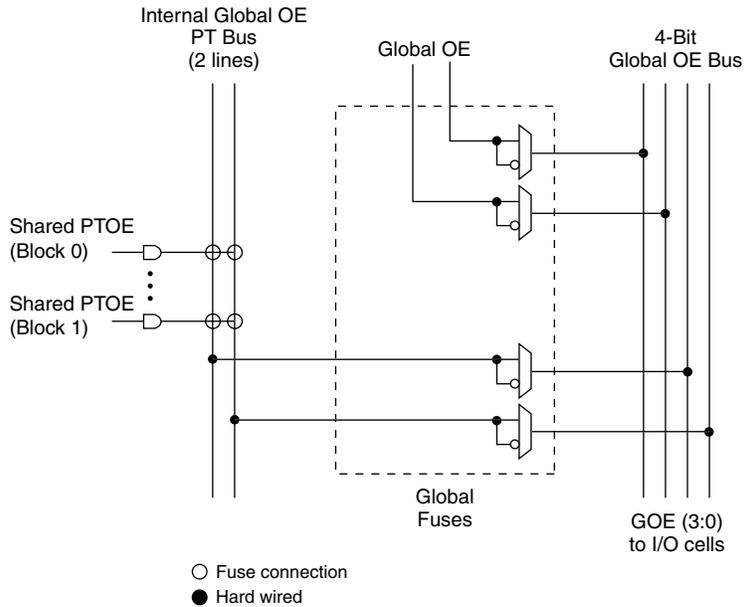 Internal Global OE
PT Bus
(2 lines)
Global OE
4-Bit
Global OE Bus
Shared PTOE
(Block 0)
Shared PTOE
(Block 1)
Global
Fuses
GOE (3:0)
to I/O cells
Fuse connection
Hard wired